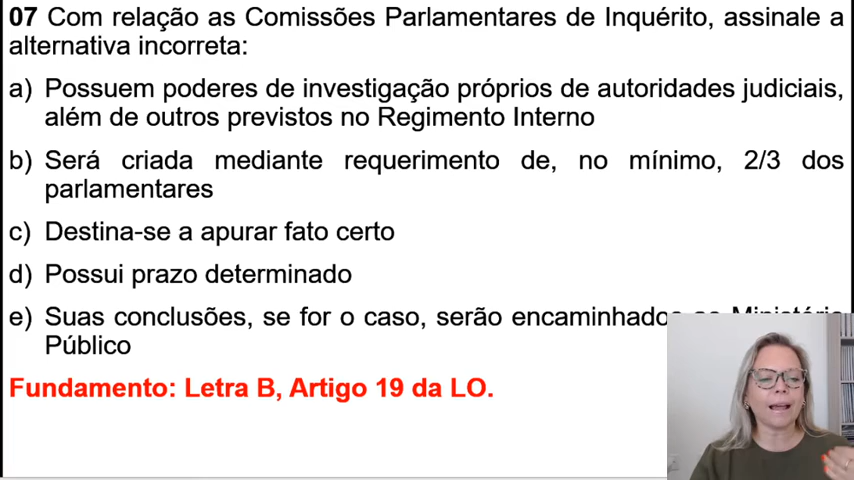 07 Com relação as Comissões Parlamentares de Inquérito, assinale a
alternativa incorreta:
a) Possuem poderes de investigação próprios de autoridades judiciais,
além de outros previstos no Regimento Interno
b) Será criada mediante requerimento de, no mínimo, 2/3 dos
parlamentares
c) Destina-se a apurar fato certo
d) Possui prazo determinado
e) Suas conclusões, se for o caso, serão encaminhados ao Ministério
Público
Fundamento: Letra B, Artigo 19 da LO.